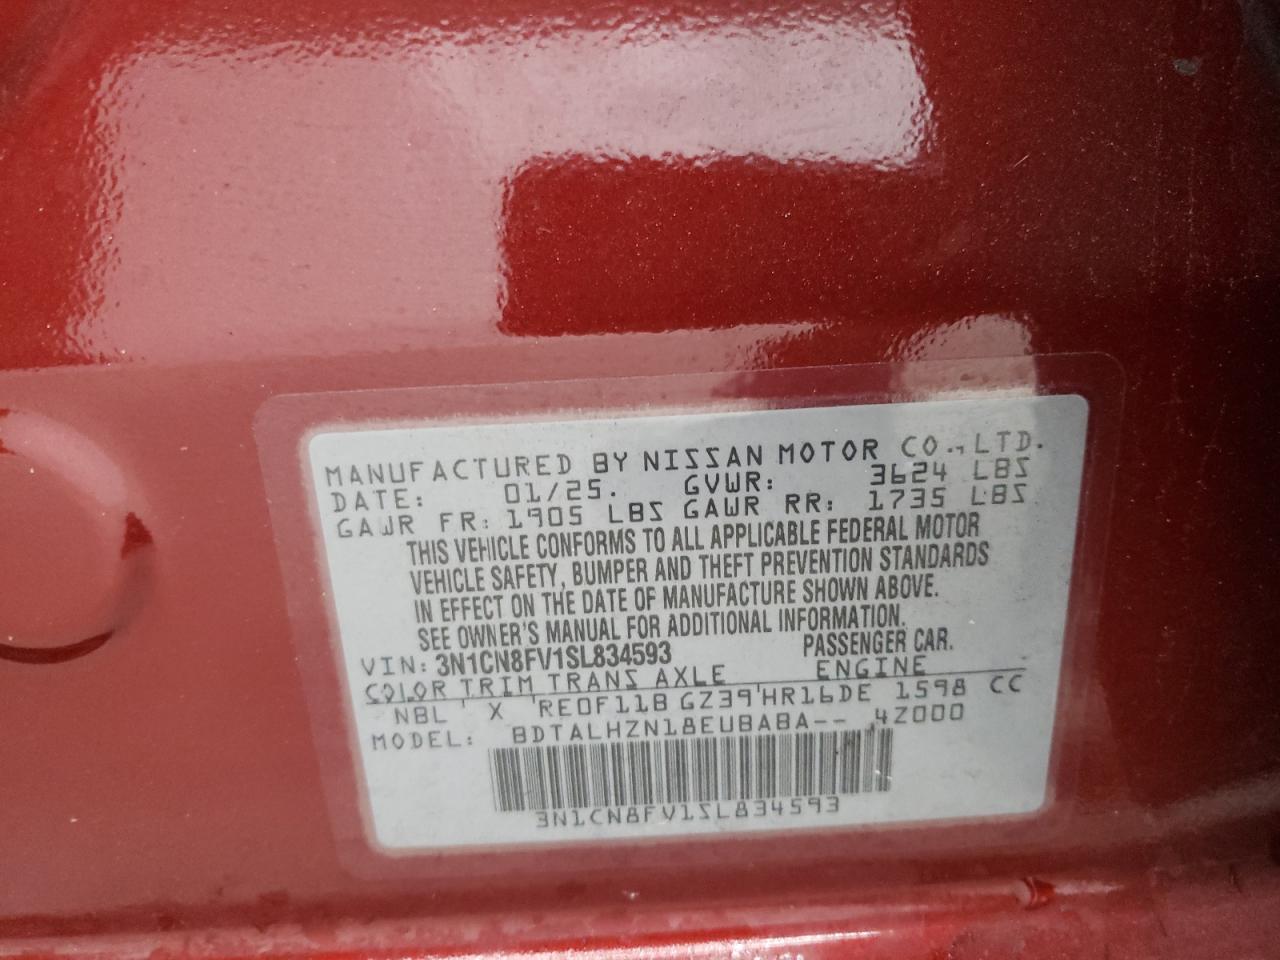 MANUFACTURED BY NISSAN MOTOR CO., LTD.
DATE: 01/25. GVWR: 3624 LBS
GAWR FR: 1905 LBS GAWR RR: 1735 LBS
THIS VEHICLE CONFORMS TO ALL APPLICABLE FEDERAL MOTOR
VEHICLE SAFETY, BUMPER AND THEFT PREVENTION STANDARDS
IN EFFECT ON THE DATE OF MANUFACTURE SHOWN ABOVE.
SEE OWNER'S MANUAL FOR ADDITIONAL INFORMATION.
VIN: 3N1CN8FV1SL834593 PASSENGER CAR.
COLOR TRIM TRANS AXLE ENGINE
NBL X RE0F11B GZ39 HR16DE 1598 CC
MODEL: BDTALHZN18EUBABA-- 4Z000
3N1CN8FV1SL834593